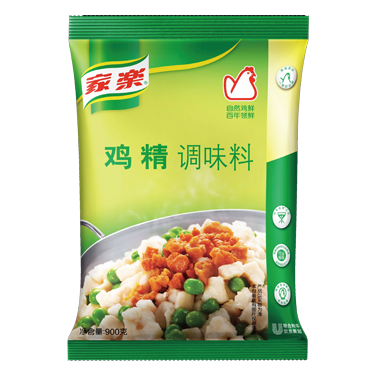 家樂
自然鸡鲜
百年领鲜
鸡精 调味料
净含量:900克